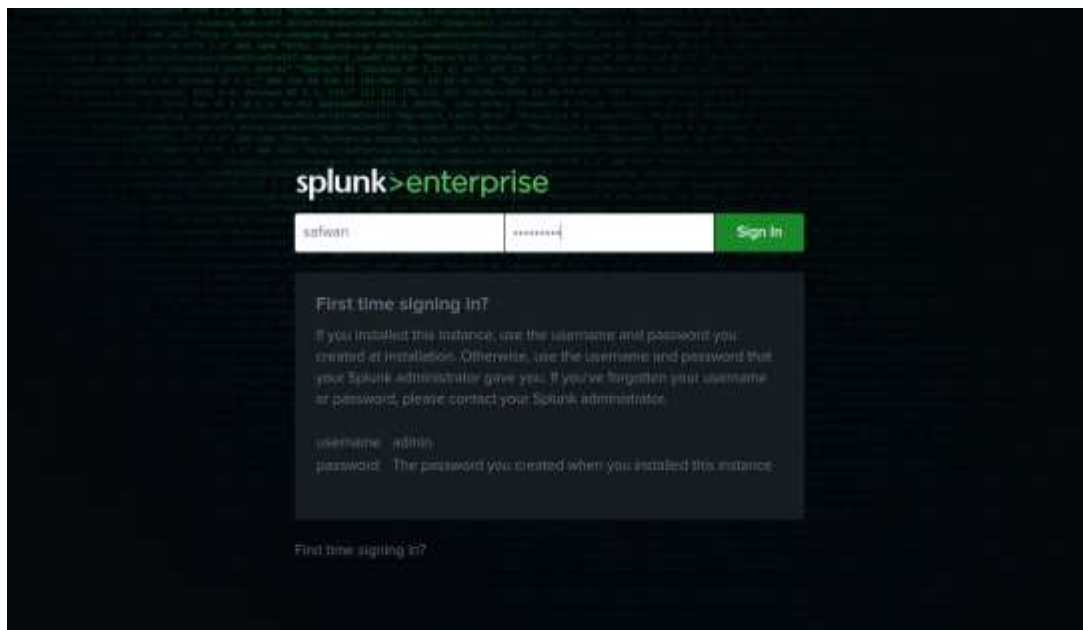 splunk>enterprise
safwan
Sign In
First time signing in?
If you installed this instance, use the username and password you
created at installation. Otherwise, use the username and password that
your Splunk administrator gave you. If you've forgotten your username
or password, please contact your Splunk administrator.
username admin
password The password you created when you installed this instance
First time signing in?